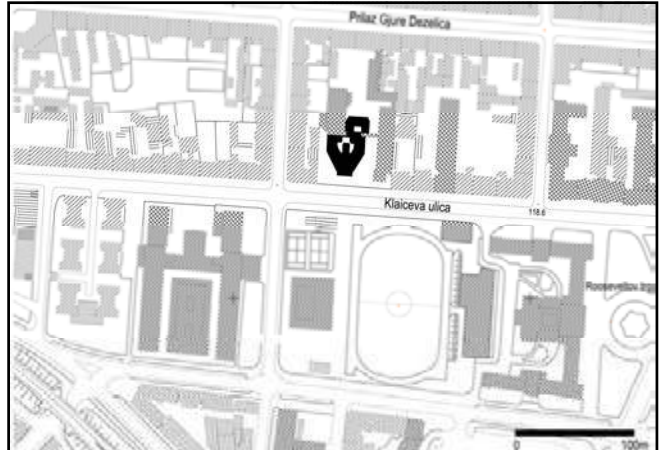 Prilaz Gjure Dezelica
Klaiceva ulica
118.6
Rooseveltov trg
0 100m